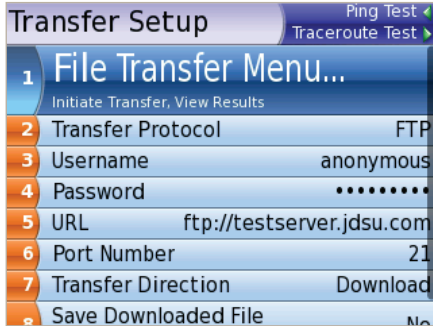 Transfer Setup
Ping Test
Traceroute Test
1 File Transfer Menu...
Initiate Transfer, View Results
2 Transfer Protocol FTP
3 Username anonymous
4 Password •••••••••
5 URL ftp://testserver.jdsu.com
6 Port Number 21
7 Transfer Direction Download
8 Save Downloaded File No